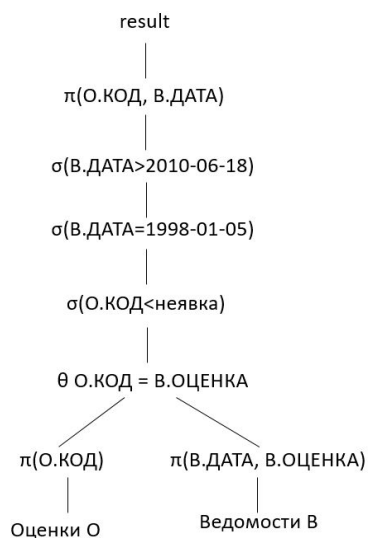 result
π(О.КОД, В.ДАТА)
σ(В.ДАТА>2010-06-18)
σ(В.ДАТА=1998-01-05)
σ(О.КОД<неявка)
θ О.КОД = В.ОЦЕНКА
π(О.КОД) π(В.ДАТА, В.ОЦЕНКА)
Оценки О Ведомости В